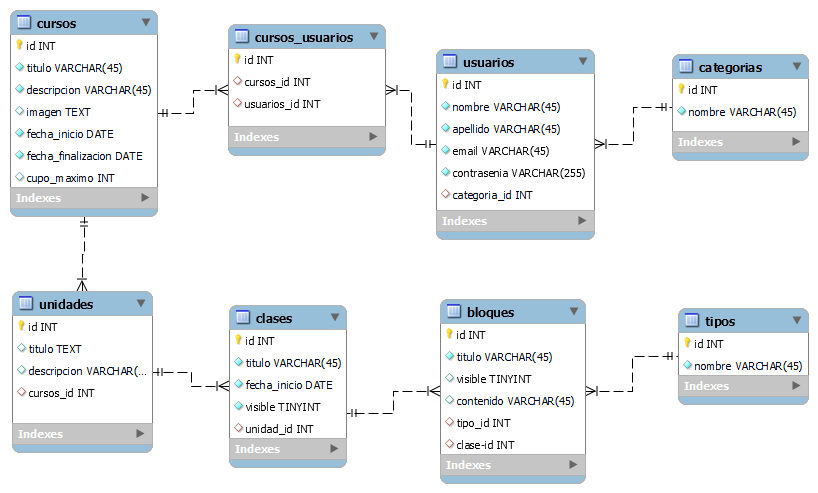 cursos
id INT
titulo VARCHAR(45)
descripcion VARCHAR(45)
imagen TEXT
fecha_inicio DATE
fecha_finalizacion DATE
cupo_maximo INT
Indexes
cursos_usuarios
id INT
cursos_id INT
usuarios_id INT
Indexes
usuarios
id INT
nombre VARCHAR(45)
apellido VARCHAR(45)
email VARCHAR(45)
contrasenia VARCHAR(255)
categoria_id INT
Indexes
categorias
id INT
nombre VARCHAR(45)
Indexes
unidades
id INT
titulo TEXT
descripcion VARCHAR(...
cursos_id INT
Indexes
clases
id INT
titulo VARCHAR(45)
fecha_inicio DATE
visible TINYINT
unidad_id INT
Indexes
bloques
id INT
titulo VARCHAR(45)
visible TINYINT
contenido VARCHAR(45)
tipo_id INT
clase-id INT
Indexes
tipos
id INT
nombre VARCHAR(45)
Indexes